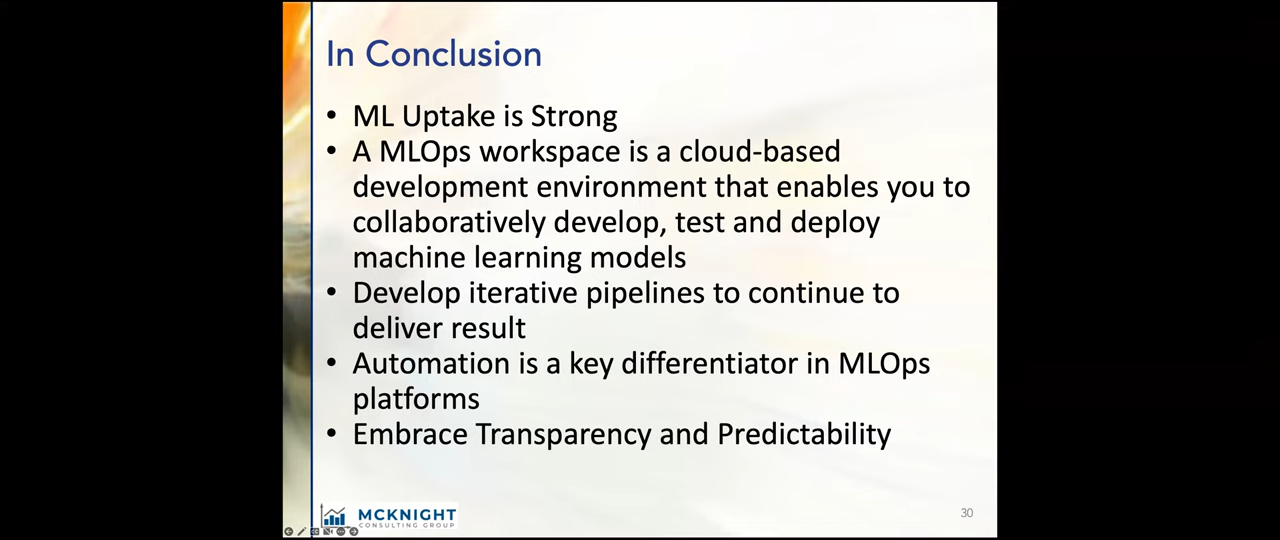 In Conclusion
• ML Uptake is Strong
• A MLOps workspace is a cloud-based
development environment that enables you to
collaboratively develop, test and deploy
machine learning models
• Develop iterative pipelines to continue to
deliver result
• Automation is a key differentiator in MLOps
platforms
• Embrace Transparency and Predictability
MCKNIGHT
CONSULTING GROUP
30